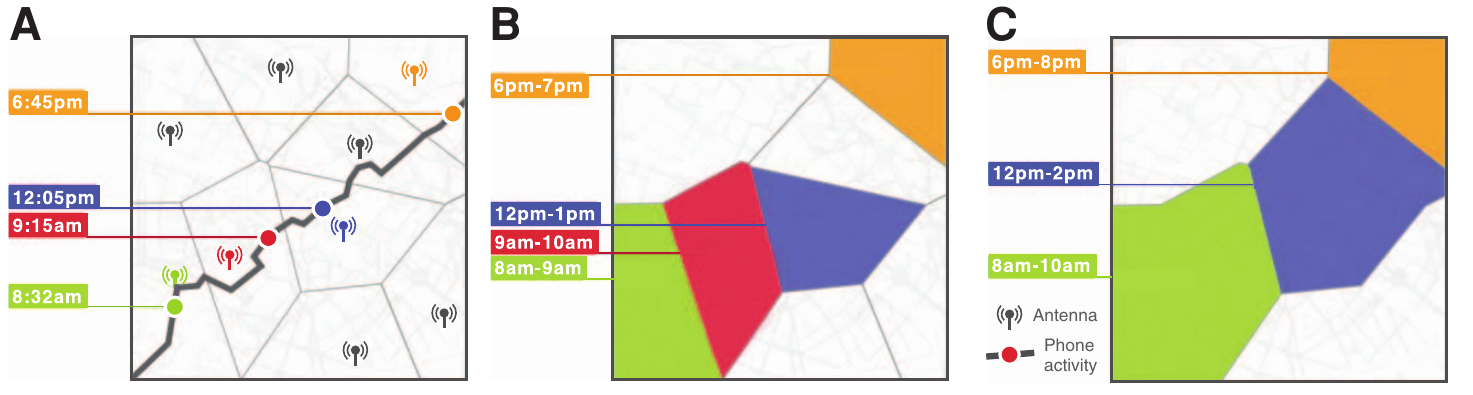 A
6:45pm
12:05pm
9:15am
8:32am
B
6pm-7pm
12pm-1pm
9am-10am
8am-9am
C
6pm-8pm
12pm-2pm
8am-10am
Antenna
Phone
activity